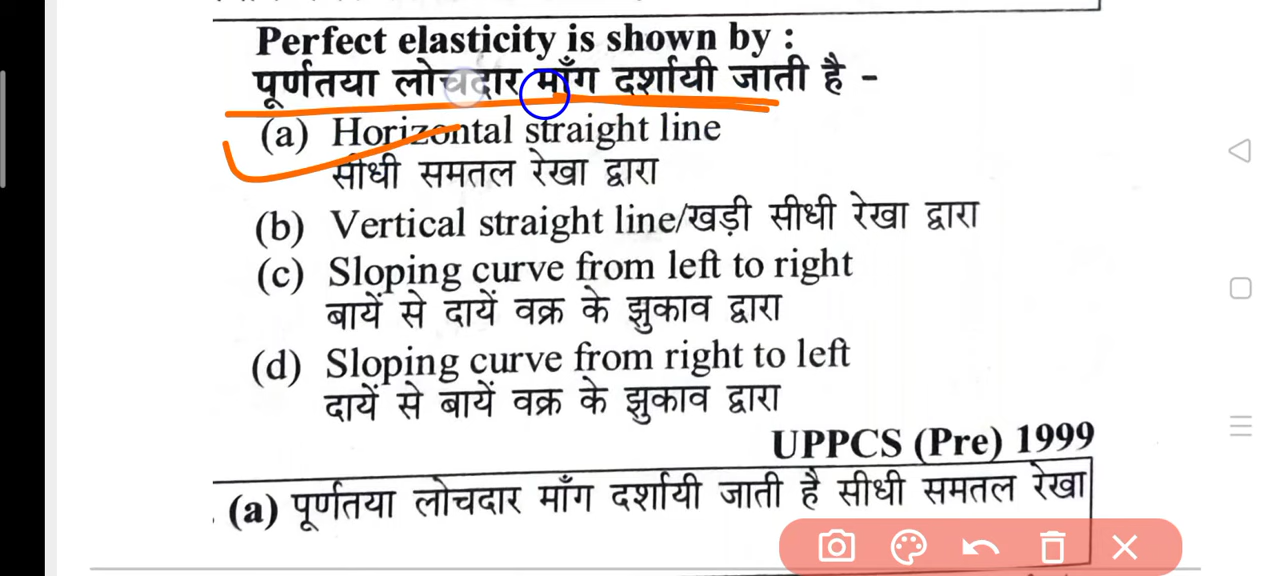 Perfect elasticity is shown by :
पूर्णतया लोचदार माँग दर्शायी जाती है -
(a) Horizontal straight line
सीधी समतल रेखा द्वारा
(b) Vertical straight line/खड़ी सीधी रेखा द्वारा
(c) Sloping curve from left to right
बायें से दायें वक्र के झुकाव द्वारा
(d) Sloping curve from right to left
दायें से बायें वक्र के झुकाव द्वारा
UPPCS (Pre) 1999
(a) पूर्णतया लोचदार माँग दर्शायी जाती है सीधी समतल रेखा